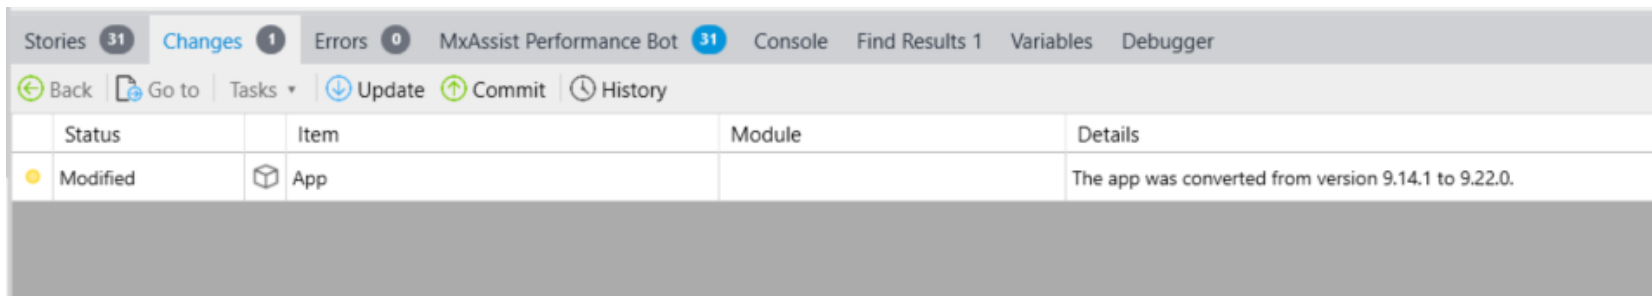 Stories 31 Changes 1 Errors 0 MxAssist Performance Bot 31 Console Find Results 1 Variables Debugger
Back Go to Tasks Update Commit History
Status Item Module Details
Modified App The app was converted from version 9.14.1 to 9.22.0.